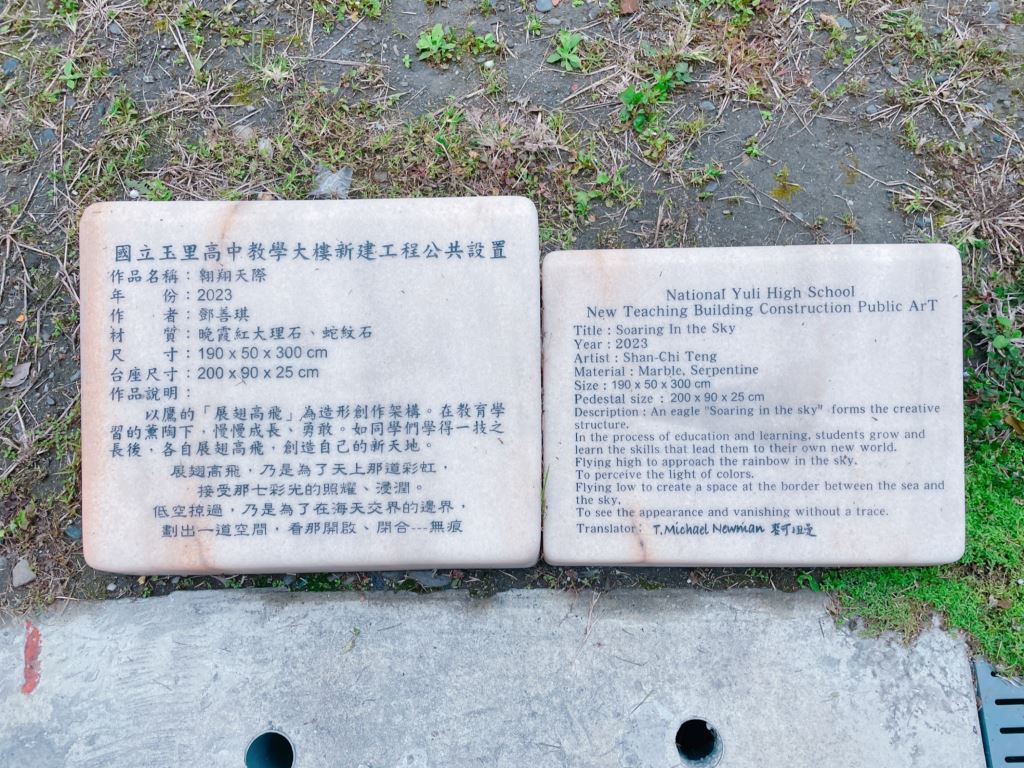 國立玉里高中教學大樓新建工程公共設置
作品名稱：翱翔天際
年　　份：2023
作　　者：鄧善琪
材　　質：晚霞紅大理石、蛇紋石
尺　　寸：190 x 50 x 300 cm
台座尺寸：200 x 90 x 25 cm
作品說明：
以鷹的「展翅高飛」為造形創作架構。在教育學
習的薰陶下，慢慢成長、勇敢。如同學們學得一技之
長後，各自展翅高飛，創造自己的新天地。
展翅高飛，乃是為了天上那道彩虹，
接受那七彩光的照耀、浸潤。
低空掠過，乃是為了在海天交界的邊界，
劃出一道空間，看那開啟、開合---無痕
National Yuli High School
New Teaching Building Construction Public ArT
Title : Soaring In the Sky
Year : 2023
Artist : Shan-Chi Teng
Material : Marble, Serpentine
Size : 190 x 50 x 300 cm
Pedestal size : 200 x 90 x 25 cm
Description : An eagle "Soaring in the sky" forms the creative
structure.
In the process of education and learning, students grow and
learn the skills that lead them to their own new world.
Flying high to approach the rainbow in the sky,
To perceive the light of colors.
Flying low to create a space at the border between the sea and
the sky,
To see the appearance and vanishing without a trace.
Translator: T.Michael Newman